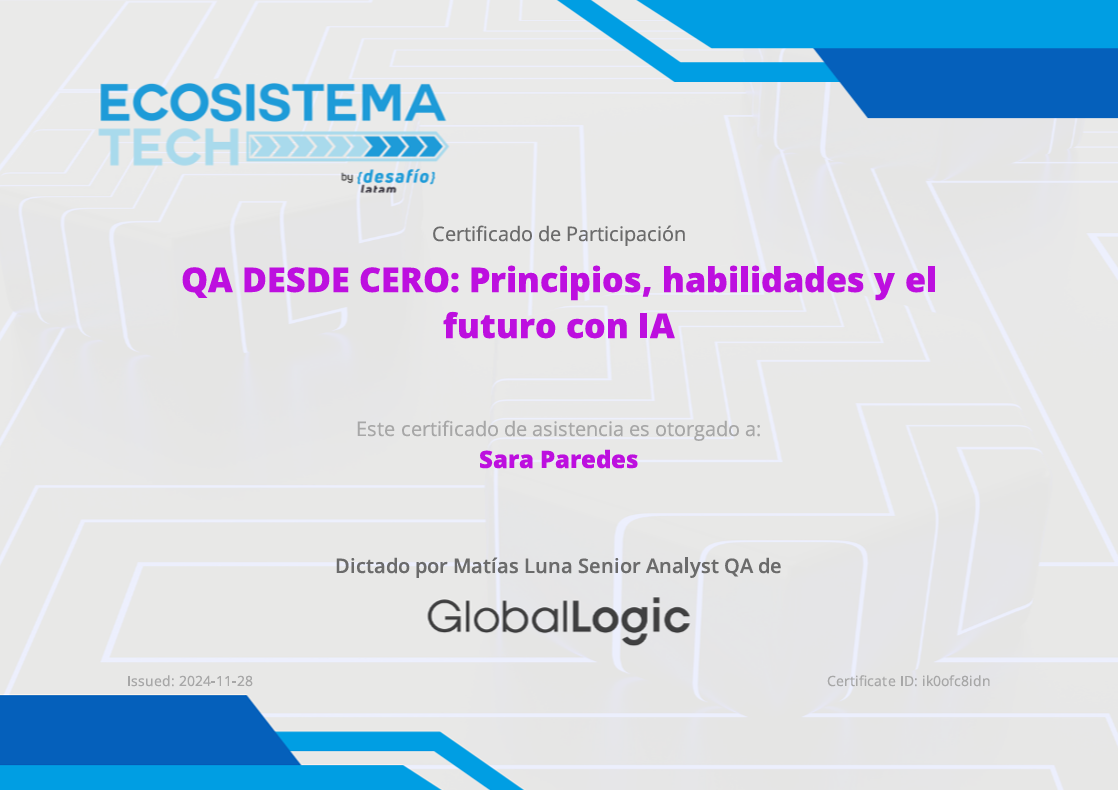 ECOSISTEMA
TECH
by {desafío}
latam
Certificado de Participación
QA DESDE CERO: Principios, habilidades y el
futuro con IA
Este certificado de asistencia es otorgado a:
Sara Paredes
Dictado por Matías Luna Senior Analyst QA de
GlobalLogic
Issued: 2024-11-28
Certificate ID: ik0ofc8idn